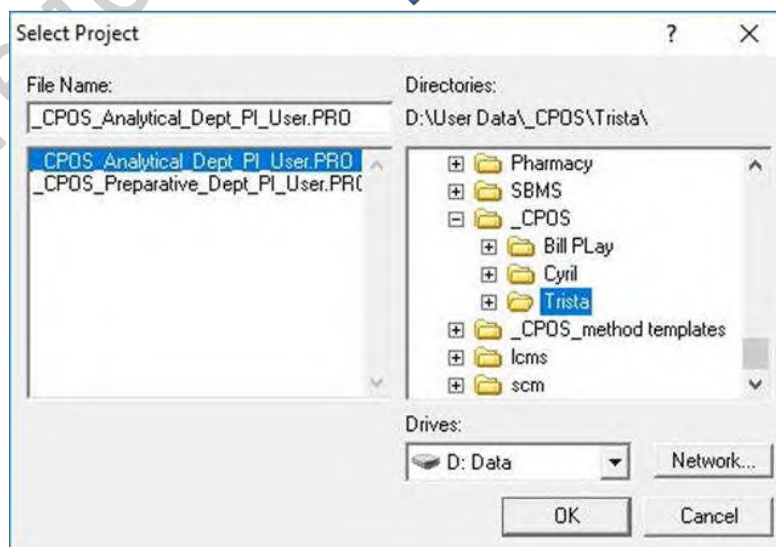 Select Project
?
File Name:
_CPOS_Analytical_Dept_PI_User.PRO
_CPOS_Analytical_Dept_PI_User.PRO
_CPOS_Preparative_Dept_PI_User.PRO
Directories:
D:\User Data\_CPOS\Trista\
Pharmacy
SBMS
_CPOS
Bill PLay
Cyril
Trista
_CPOS_method templates
lcms
scm
Drives:
D: Data
Network...
OK
Cancel